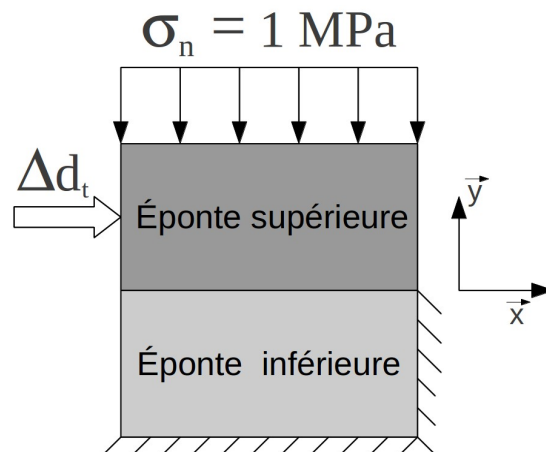 σn = 1 MPa
Δdt
Éponte supérieure
y
x
Éponte inférieure